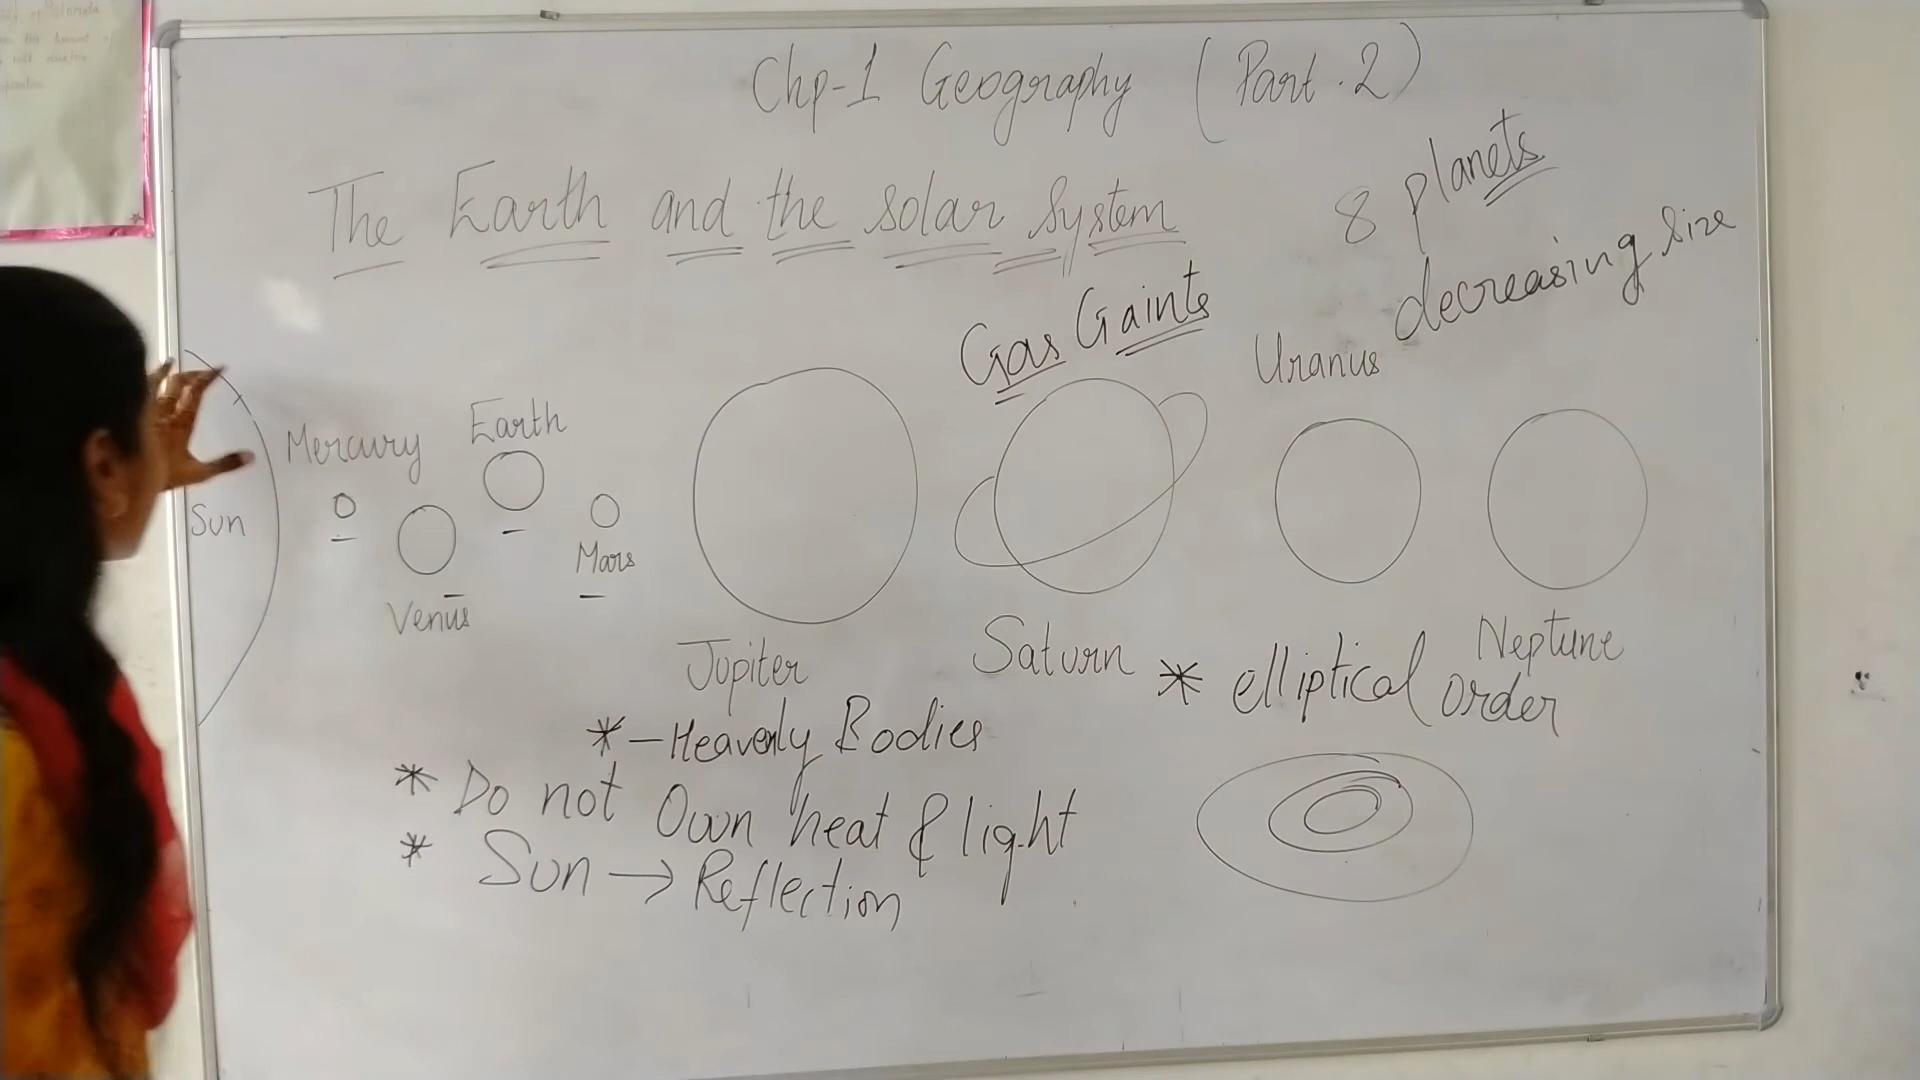 Chp-1 Geography (Part.2)
The Earth and the solar system
8 planets
decreasing size
Gas Gaints
Uranus
Earth
Mercury
Sun
Mars
Venus
Jupiter
Saturn
Neptune
* elliptical order
* - Heavenly Bodies
* Do not Own heat & light
* Sun → Reflection